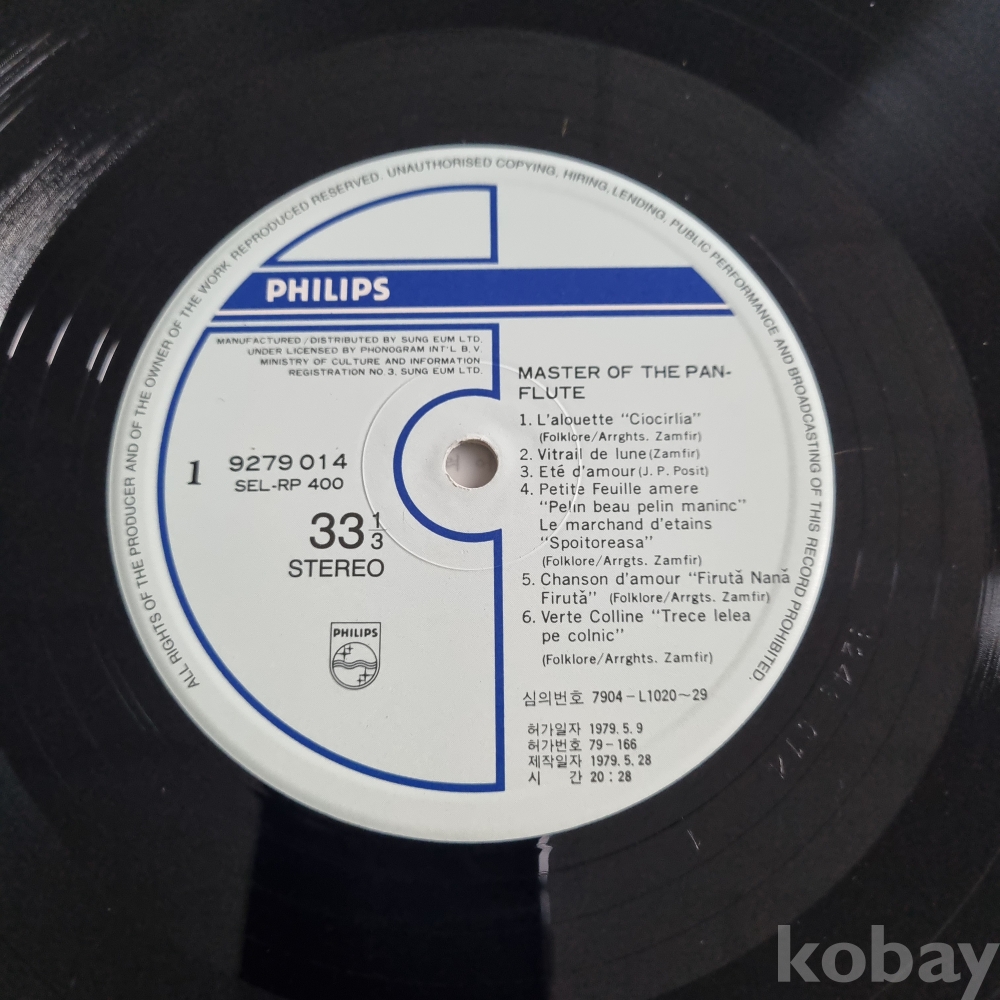 ALL RIGHTS OF THE PRODUCER AND OF THE OWNER OF THE WORK REPRODUCED RESERVED. UNAUTHORISED COPYING, HIRING, LENDING, PUBLIC PERFORMANCE AND BROADCASTING OF THIS RECORD PROHIBITED.
PHILIPS
MANUFACTURED/DISTRIBUTED BY SUNG EUM LTD.
UNDER LICENSED BY PHONOGRAM INT'L B.V.
MINISTRY OF CULTURE AND INFORMATION
REGISTRATION NO 3, SUNG EUM LTD.
MASTER OF THE PAN-
FLUTE
1. L'alouette "Ciocirlia"
(Folklore/Arrghts. Zamfir)
2. Vitrail de lune (Zamfir)
3. Eté d'amour (J. P. Posit)
4. Petite Feuille amere
"Pelin beau pelin maninc"
Le marchand d'etains
"Spoitoreasa"
5. Chanson d'amour "Firută Nană
Firută" (Folklore/Arrgts. Zamfir)
6. Verte Colline "Trece lelea
pe colnic"
(Folklore/Arrghts. Zamfir)
1
9279 014
SEL-RP 400
33 1/3
STEREO
PHILIPS
심의번호 7904-L1020~29
허가일자 1979.5.9
허가번호 79-166
제작일자 1979.5.28
시 간 20:28
kobay